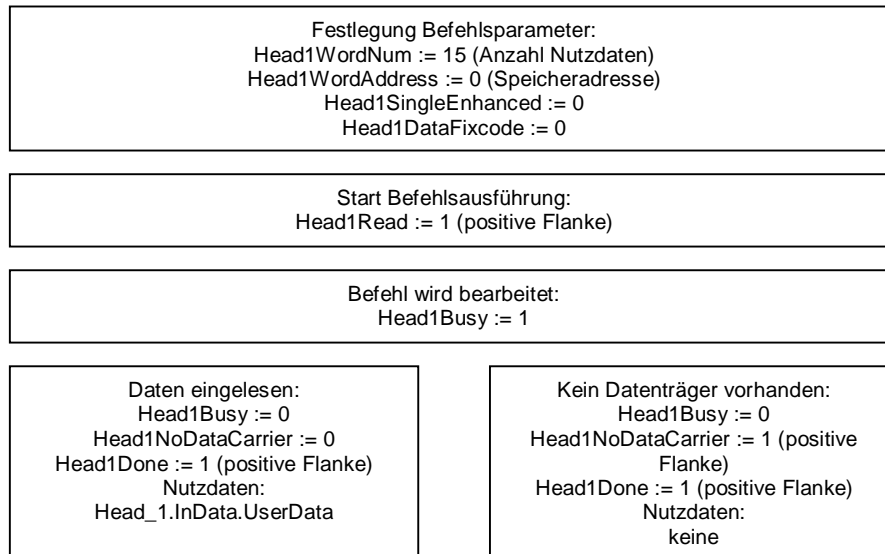 Festlegung Befehlsparameter:
Head1WordNum := 15 (Anzahl Nutzdaten)
Head1WordAddress := 0 (Speicheradresse)
Head1SingleEnhanced := 0
Head1DataFixcode := 0
Start Befehlsausführung:
Head1Read := 1 (positive Flanke)
Befehl wird bearbeitet:
Head1Busy := 1
Daten eingelesen:
Head1Busy := 0
Head1NoDataCarrier := 0
Head1Done := 1 (positive Flanke)
Nutzdaten:
Head_1.InData.UserData
Kein Datenträger vorhanden:
Head1Busy := 0
Head1NoDataCarrier := 1 (positive
Flanke)
Head1Done := 1 (positive Flanke)
Nutzdaten:
keine